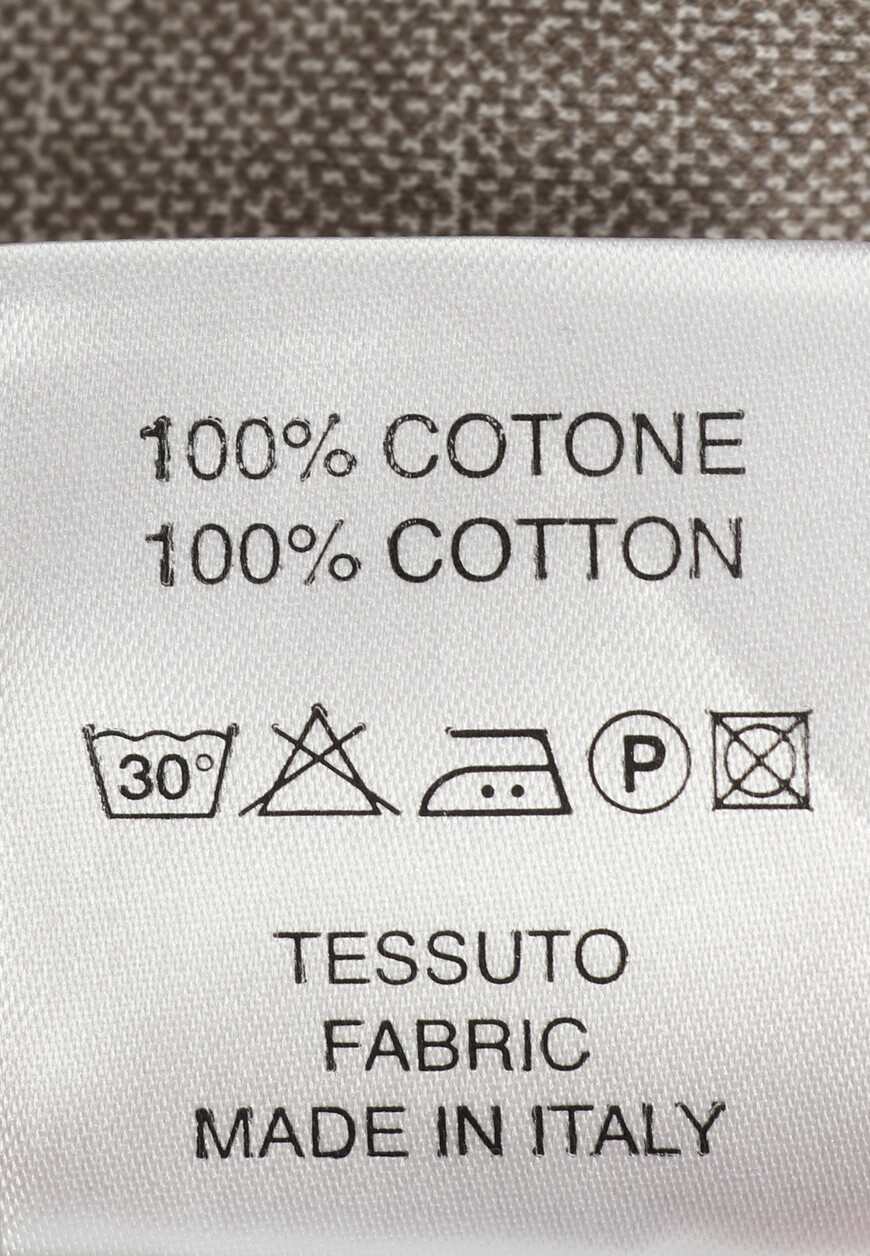 100% COTONE
100% COTTON
30° P
TESSUTO
FABRIC
MADE IN ITALY